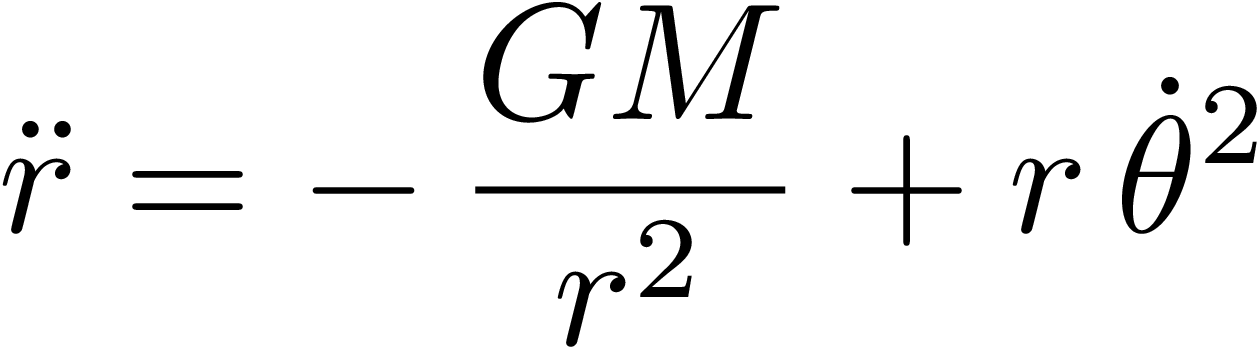 r̈ = − GM/r² + r θ̇²